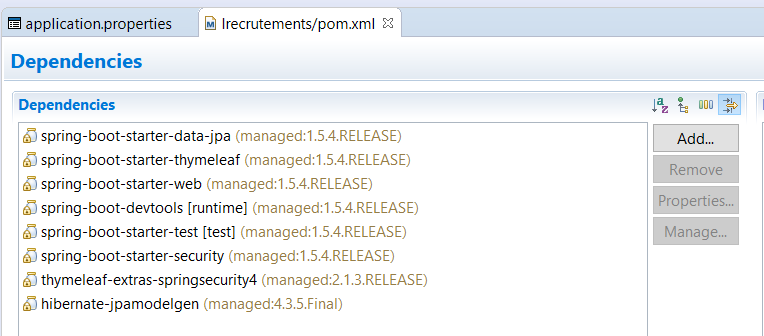 application.properties
lrecrutements/pom.xml
Dependencies
Dependencies
spring-boot-starter-data-jpa (managed:1.5.4.RELEASE)
spring-boot-starter-thymeleaf (managed:1.5.4.RELEASE)
spring-boot-starter-web (managed:1.5.4.RELEASE)
spring-boot-devtools [runtime] (managed:1.5.4.RELEASE)
spring-boot-starter-test [test] (managed:1.5.4.RELEASE)
spring-boot-starter-security (managed:1.5.4.RELEASE)
thymeleaf-extras-springsecurity4 (managed:2.1.3.RELEASE)
hibernate-jpamodelgen (managed:4.3.5.Final)
Add...
Remove
Properties...
Manage...